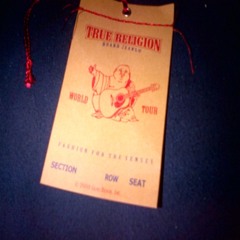 TRUE RELIGION
BRAND JEANS
WORLD TOUR
FASHION FOR THE SENSES
SECTION ROW SEAT